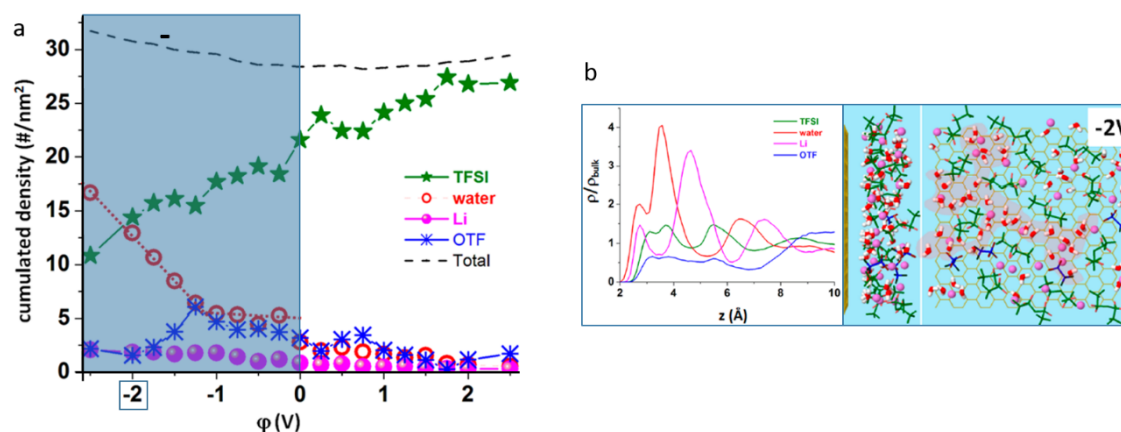 a
cumulated density (#/nm²)
30
25
20
15
10
5
0
TFSI
water
Li
OTF
Total
-2
-1
0
1
2
φ (V)
b
ρ/ρbulk
5
4
3
2
1
0
TFSI
water
Li
OTF
2
4
6
8
10
z (Å)
-2V